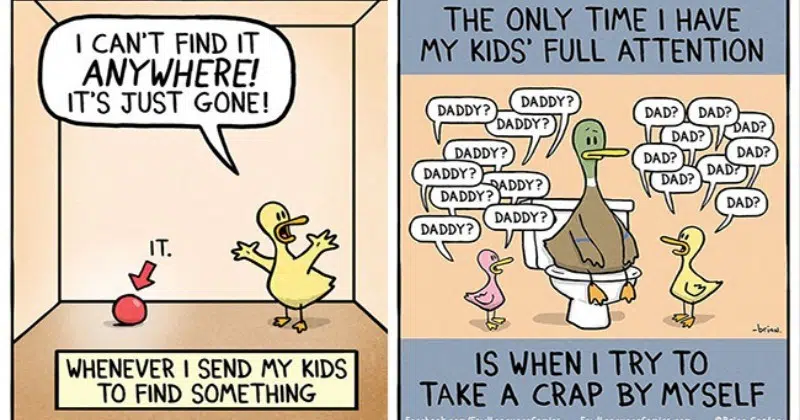 I CAN'T FIND IT
ANYWHERE!
IT'S JUST GONE!
IT.
WHENEVER I SEND MY KIDS
TO FIND SOMETHING
THE ONLY TIME I HAVE
MY KIDS' FULL ATTENTION
DADDY?
DADDY?
DADDY?
DADDY?
DADDY?
DADDY?
DADDY?
DADDY?
DADDY?
DAD?
DAD?
DAD?
DAD?
DAD?
DAD?
DAD?
DAD?
DAD?
-brian.
IS WHEN I TRY TO
TAKE A CRAP BY MYSELF